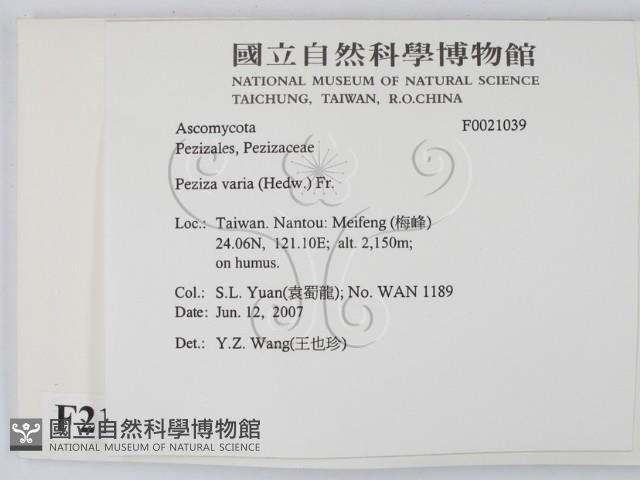 國立自然科學博物館
NATIONAL MUSEUM OF NATURAL SCIENCE
TAICHUNG, TAIWAN, R.O.CHINA
Ascomycota F0021039
Pezizales, Pezizaceae
Peziza varia (Hedw.) Fr.
Loc.: Taiwan. Nantou: Meifeng (梅峰)
24.06N, 121.10E; alt. 2,150m;
on humus.
Col.: S.L. Yuan(袁蜀龍); No. WAN 1189
Date: Jun. 12, 2007
Det.: Y.Z. Wang(王也珍)
F21
國立自然科學博物館
NATIONAL MUSEUM OF NATURAL SCIENCE